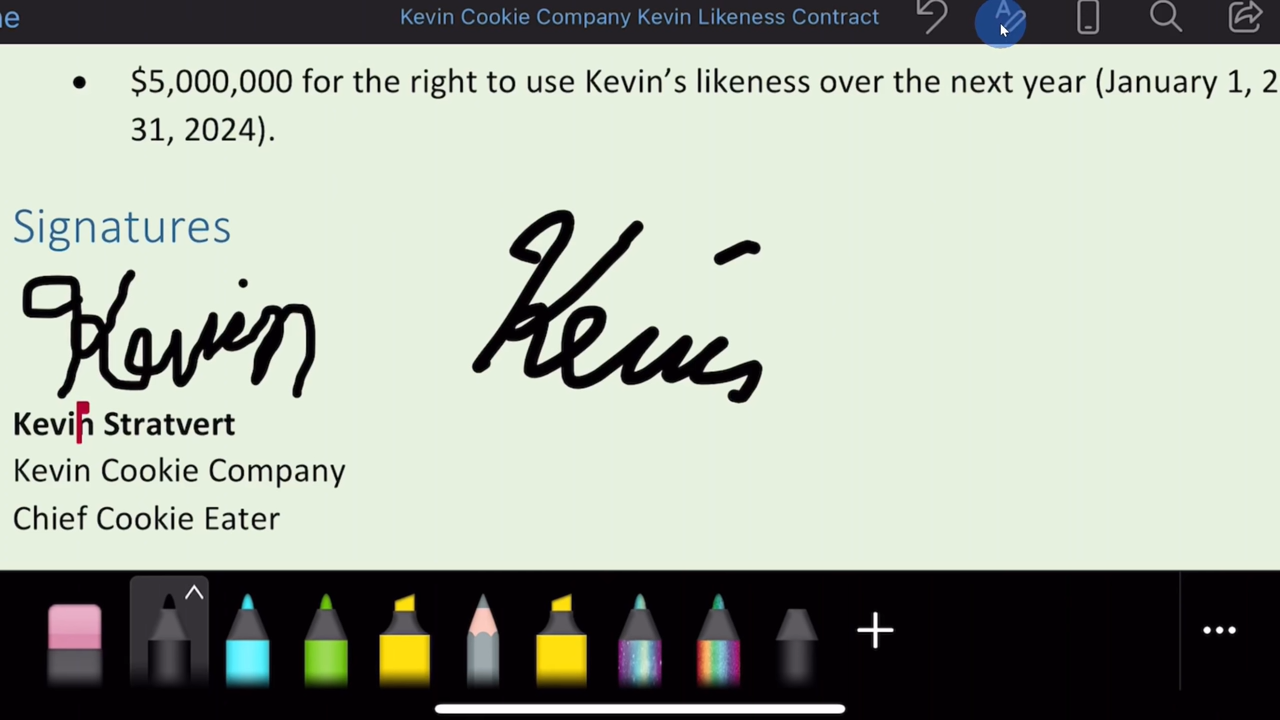 ne
Kevin Cookie Company Kevin Likeness Contract
• $5,000,000 for the right to use Kevin’s likeness over the next year (January 1, 2
31, 2024).
Signatures
Kevin Kevin
Kevin Stratvert
Kevin Cookie Company
Chief Cookie Eater